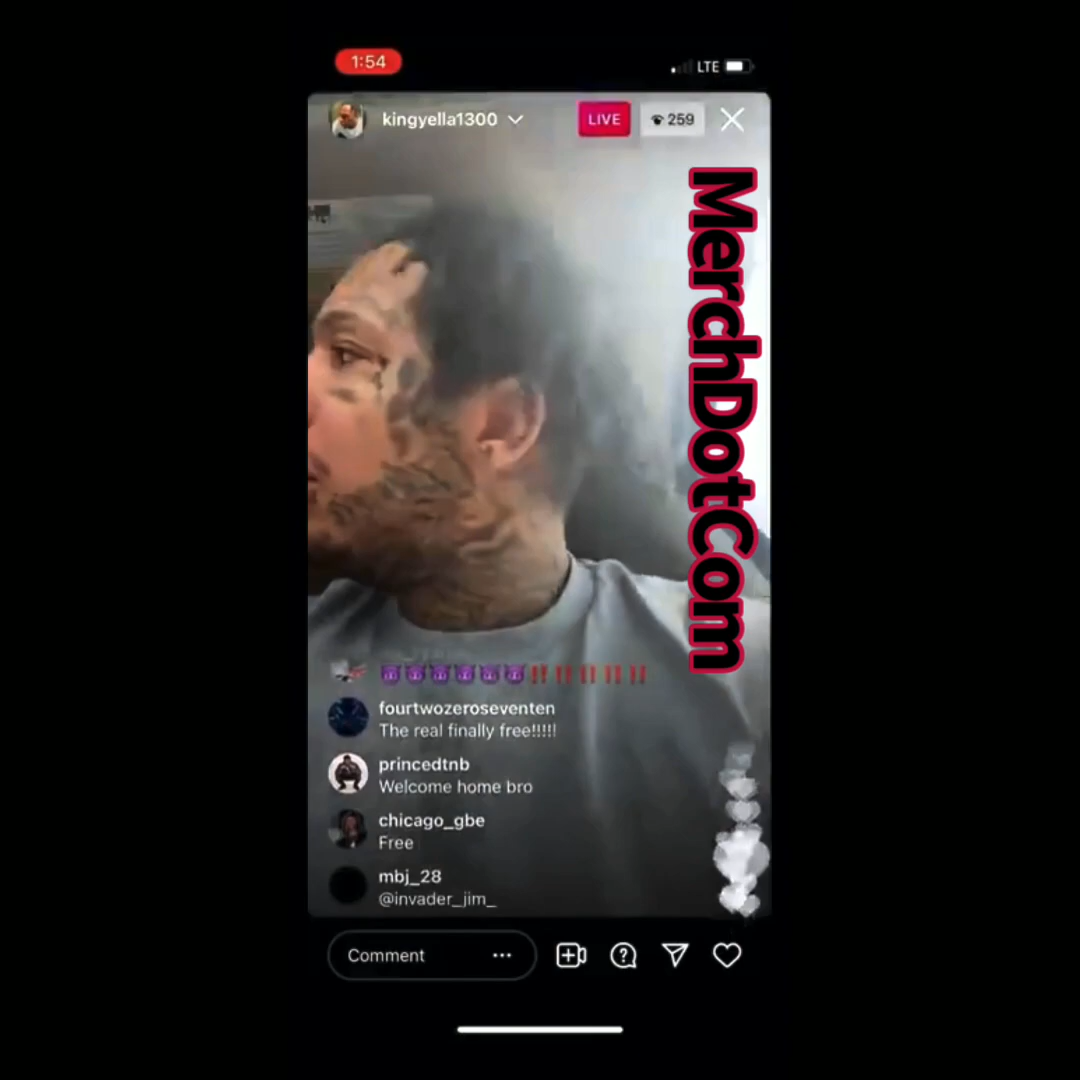 1:54
LTE
kingyella1300
LIVE
259
MerchDotCom
😈😈😈😈😈😈‼️‼️‼️‼️‼️
fourtwozeroseventen
The real finally free!!!!!
princedtnb
Welcome home bro
chicago_gbe
Free
mbj_28
@invader_jim_
Comment